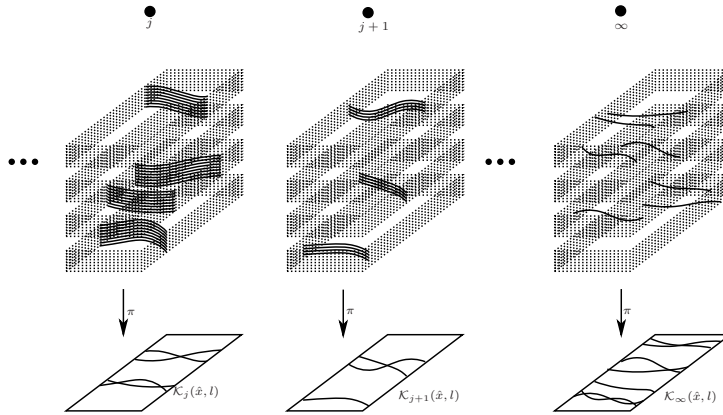 j
j + 1
∞
π
π
π
𝒦_j(x̂, l)
𝒦_{j+1}(x̂, l)
𝒦_∞(x̂, l)